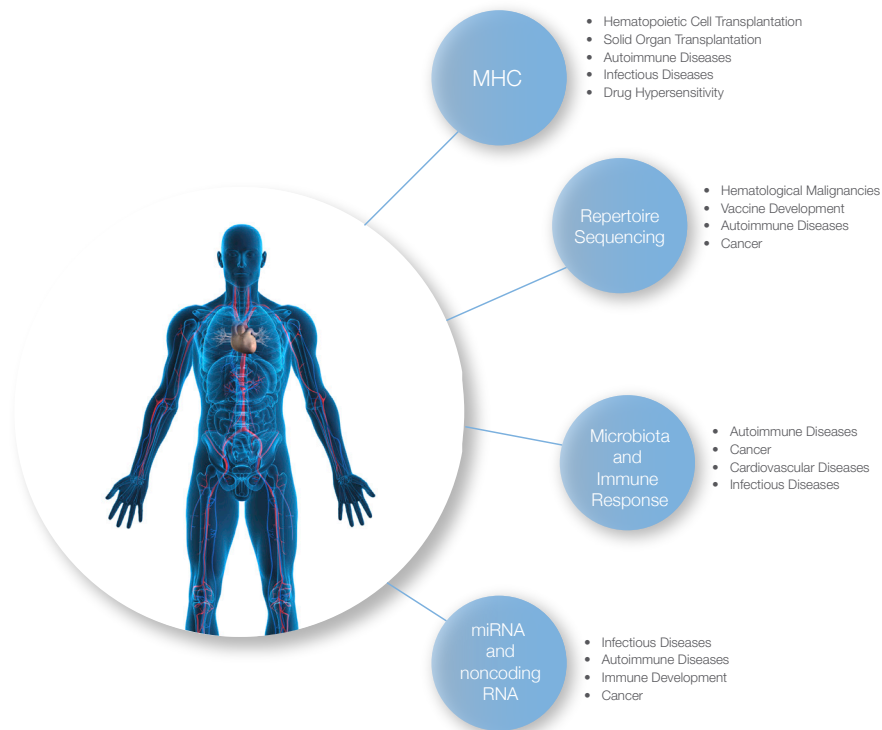 MHC
• Hematopoietic Cell Transplantation
• Solid Organ Transplantation
• Autoimmune Diseases
• Infectious Diseases
• Drug Hypersensitivity
Repertoire
Sequencing
• Hematological Malignancies
• Vaccine Development
• Autoimmune Diseases
• Cancer
Microbiota
and
Immune
Response
• Autoimmune Diseases
• Cancer
• Cardiovascular Diseases
• Infectious Diseases
miRNA
and
noncoding
RNA
• Infectious Diseases
• Autoimmune Diseases
• Immune Development
• Cancer